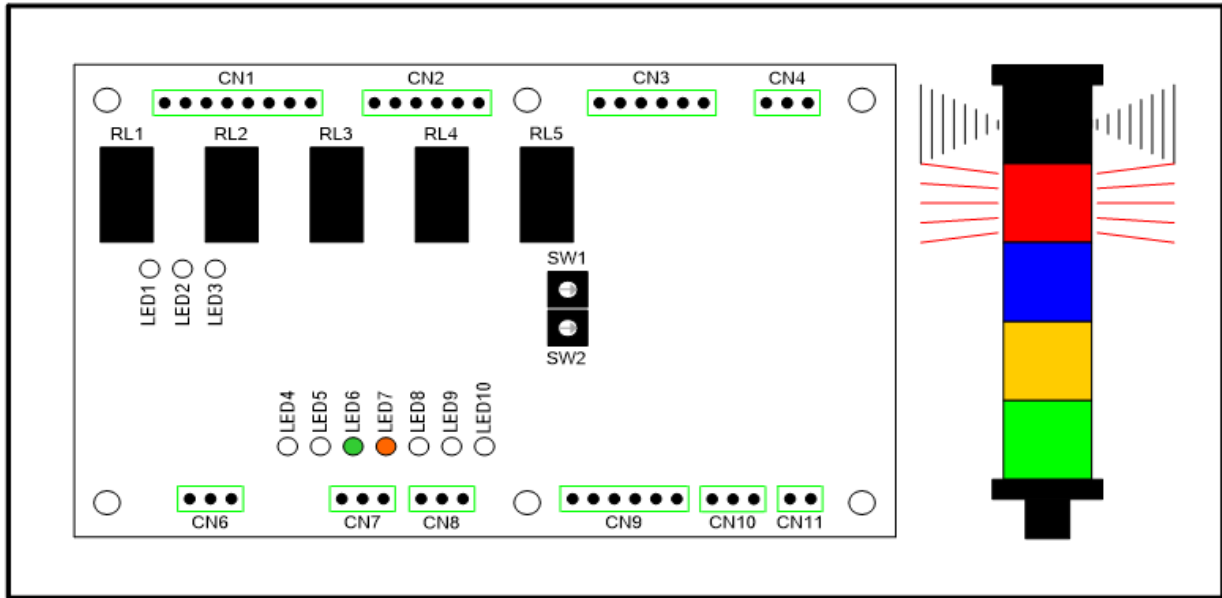 CN1 CN2 CN3 CN4
RL1 RL2 RL3 RL4 RL5
SW1
LED1 LED2 LED3
SW2
LED4 LED5 LED6 LED7 LED8 LED9 LED10
CN6 CN7 CN8 CN9 CN10 CN11